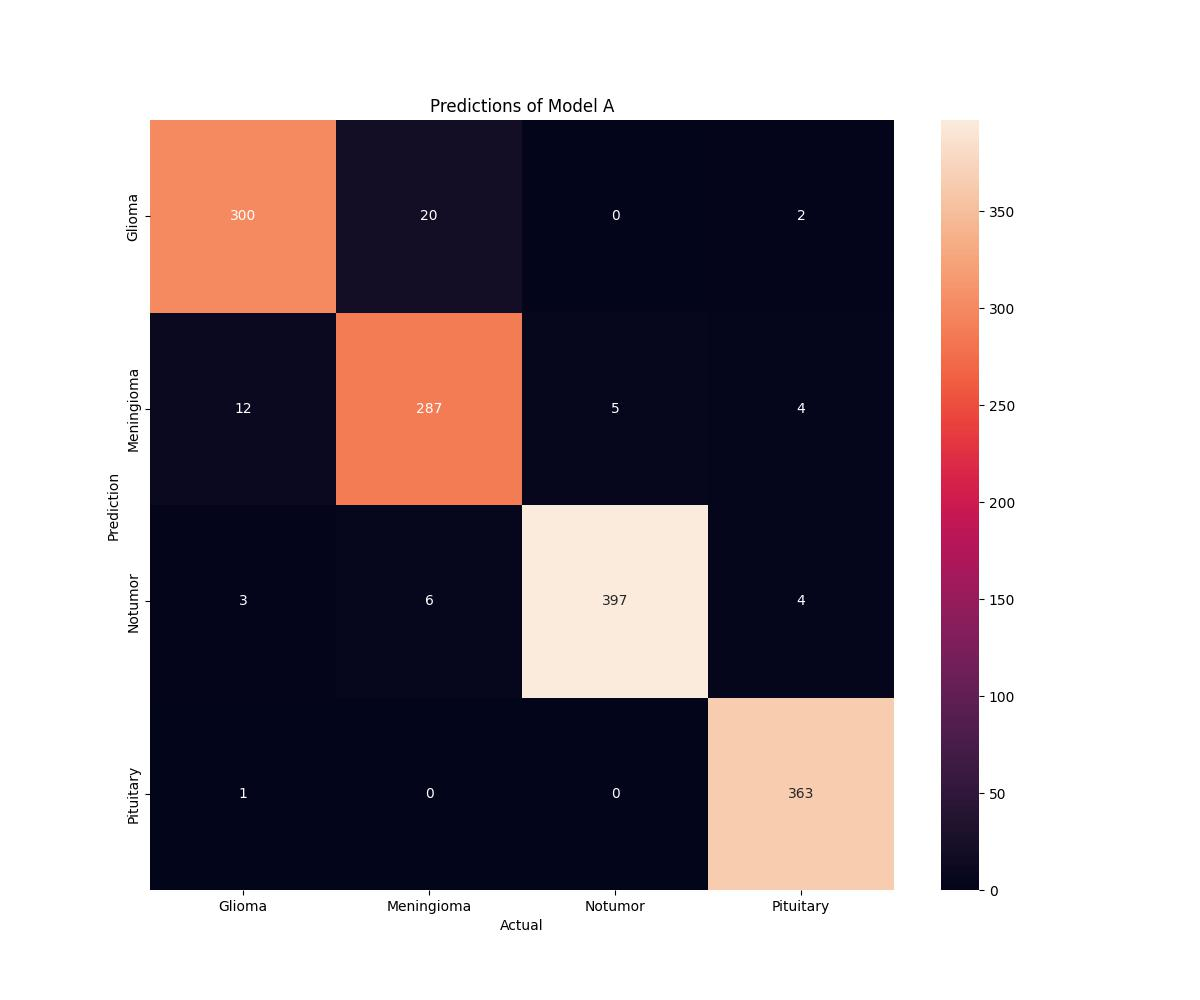 Predictions of Model A
Glioma
300 20 0 2
Meningioma
12 287 5 4
Prediction
Notumor
3 6 397 4
Pituitary
1 0 0 363
Glioma Meningioma Notumor Pituitary
Actual
350
300
250
200
150
100
50
0